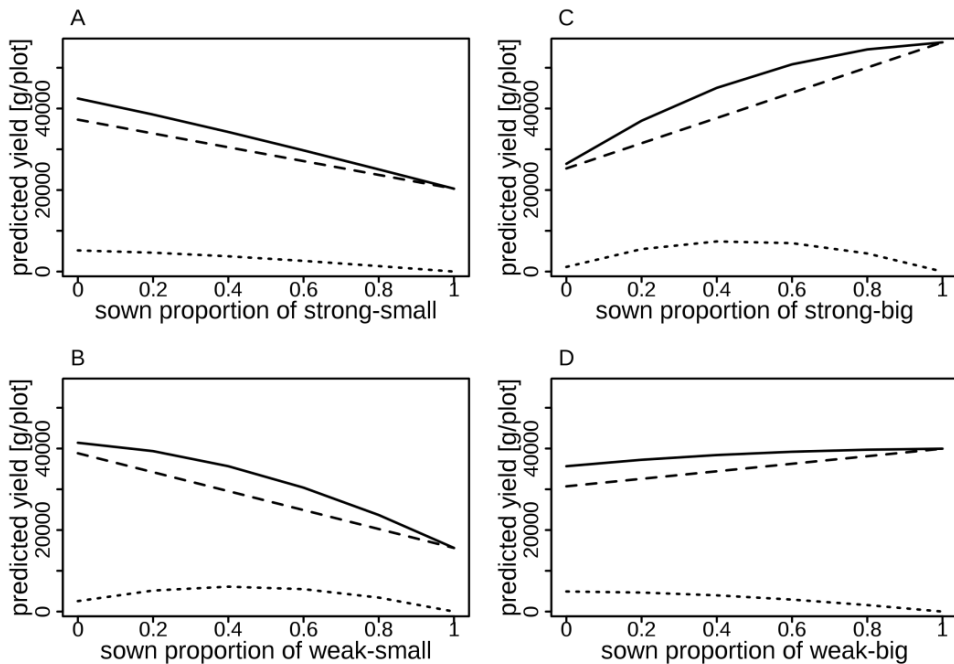 A
predicted yield [g/plot]
40000
20000
0
0 0.2 0.4 0.6 0.8 1
sown proportion of strong-small
C
predicted yield [g/plot]
40000
20000
0
0 0.2 0.4 0.6 0.8 1
sown proportion of strong-big
B
predicted yield [g/plot]
40000
20000
0
0 0.2 0.4 0.6 0.8 1
sown proportion of weak-small
D
predicted yield [g/plot]
40000
20000
0
0 0.2 0.4 0.6 0.8 1
sown proportion of weak-big